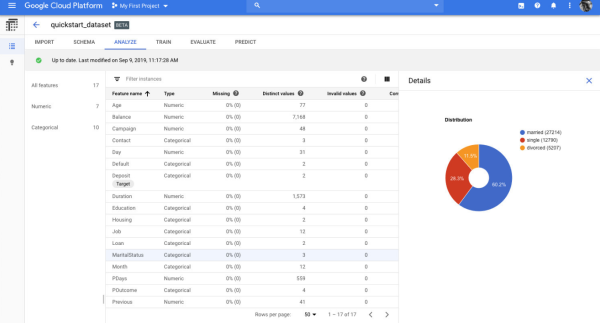 Google Cloud Platform My First Project
quickstart_dataset BETA
IMPORT SCHEMA ANALYZE TRAIN EVALUATE PREDICT
Up to date. Last modified on Sep 9, 2019, 11:17:28 AM
All features 17
Numeric 7
Categorical 10
Filter instances
Feature name Type Missing Distinct values Invalid values
Age Numeric 0% (0) 77 0
Balance Numeric 0% (0) 7,168 0
Campaign Numeric 0% (0) 48 0
Contact Categorical 0% (0) 3 0
Day Numeric 0% (0) 31 0
Default Categorical 0% (0) 2 0
Deposit Categorical 0% (0) 2 0
Target
Duration Numeric 0% (0) 1,573 0
Education Categorical 0% (0) 4 0
Housing Categorical 0% (0) 2 0
Job Categorical 0% (0) 12 0
Loan Categorical 0% (0) 2 0
MaritalStatus Categorical 0% (0) 3 0
Month Categorical 0% (0) 12 0
PDays Numeric 0% (0) 559 0
POutcome Categorical 0% (0) 4 0
Previous Numeric 0% (0) 41 0
Rows per page: 50 1 – 17 of 17
Details
Distribution
married (27214)
single (12790)
divorced (5207)
11.5%
28.3%
60.2%